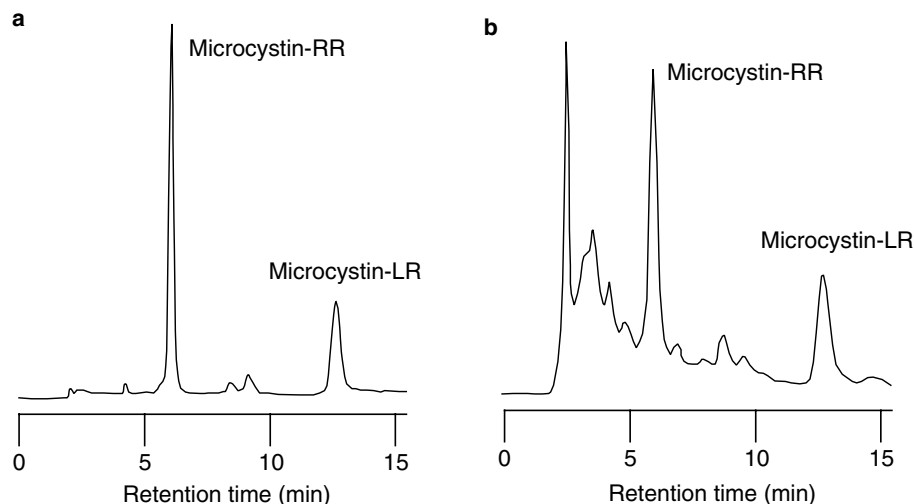 a
Microcystin-RR
Microcystin-LR
0 5 10 15
Retention time (min)
b
Microcystin-RR
Microcystin-LR
0 5 10 15
Retention time (min)